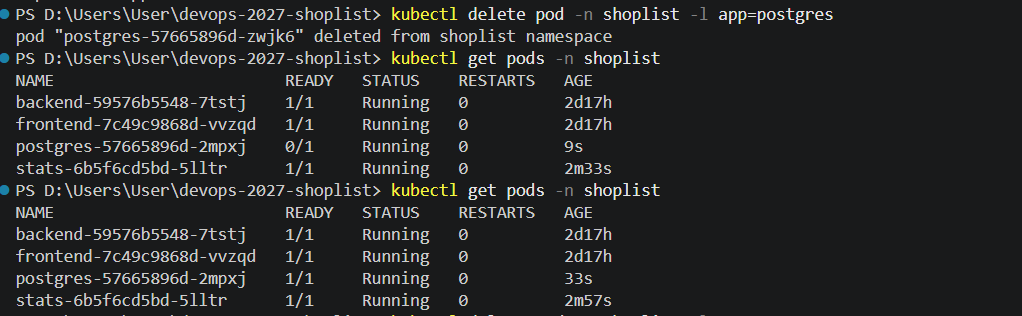 PS D:\Users\User\devops-2027-shoplist> kubectl delete pod -n shoplist -l app=postgres
pod "postgres-57665896d-zwjk6" deleted from shoplist namespace
PS D:\Users\User\devops-2027-shoplist> kubectl get pods -n shoplist
NAME READY STATUS RESTARTS AGE
backend-59576b5548-7tstj 1/1 Running 0 2d17h
frontend-7c49c9868d-vvzqd 1/1 Running 0 2d17h
postgres-57665896d-2mpxj 0/1 Running 0 9s
stats-6b5f6cd5bd-5lltr 1/1 Running 0 2m33s
PS D:\Users\User\devops-2027-shoplist> kubectl get pods -n shoplist
NAME READY STATUS RESTARTS AGE
backend-59576b5548-7tstj 1/1 Running 0 2d17h
frontend-7c49c9868d-vvzqd 1/1 Running 0 2d17h
postgres-57665896d-2mpxj 1/1 Running 0 33s
stats-6b5f6cd5bd-5lltr 1/1 Running 0 2m57s